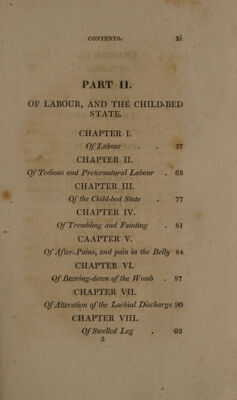 CONTENTS. xi
PART II.
OF LABOUR, AND THE CHILD-BED
STATE.
CHAPTER I.
Of Labour . . 57
CHAPTER II.
Of Tedious and Preternatural Labour . 68
CHAPTER III.
Of the Child-bed State . 77
CHAPTER IV.
Of Trembling and Fainting . 81
CAAPTER V.
Of After-Pains, and pain in the Belly 84
CHAPTER VI.
Of Bearing-down of the Womb . 87
CHAPTER VII.
Of Alteration of the Lochial Discharge 90
CHAPTER VIII.
Of Swelled Leg . 93
3